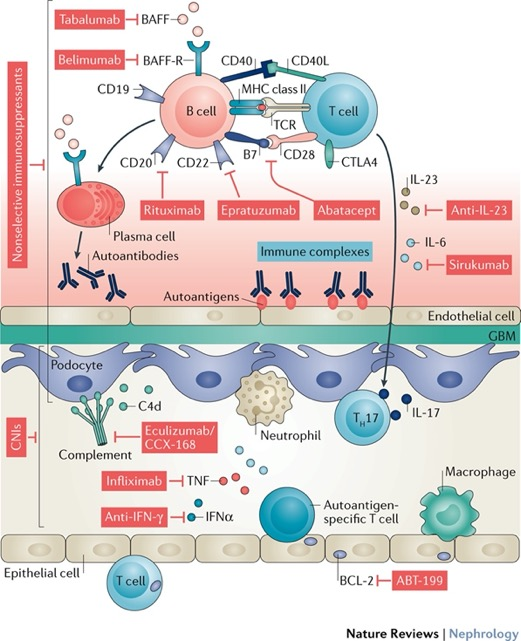 Tabalumab
BAFF
Belimumab
BAFF-R
CD40
CD40L
CD19
MHC class II
B cell
T cell
TCR
CD20
CD22
B7
CD28
CTLA4
Nonselective immunosuppressants
Rituximab
Epratuzumab
Abatacept
IL-23
Anti-IL-23
Plasma cell
Autoantibodies
Immune complexes
IL-6
Sirukumab
Autoantigens
Endothelial cell
GBM
Podocyte
C4d
Neutrophil
TH17
IL-17
CNIs
Eculizumab/
CCX-168
Complement
Infliximab
TNF
Macrophage
Anti-IFN-γ
IFNα
Autoantigen-
specific T cell
Epithelial cell
T cell
BCL-2
ABT-199
Nature Reviews | Nephrology